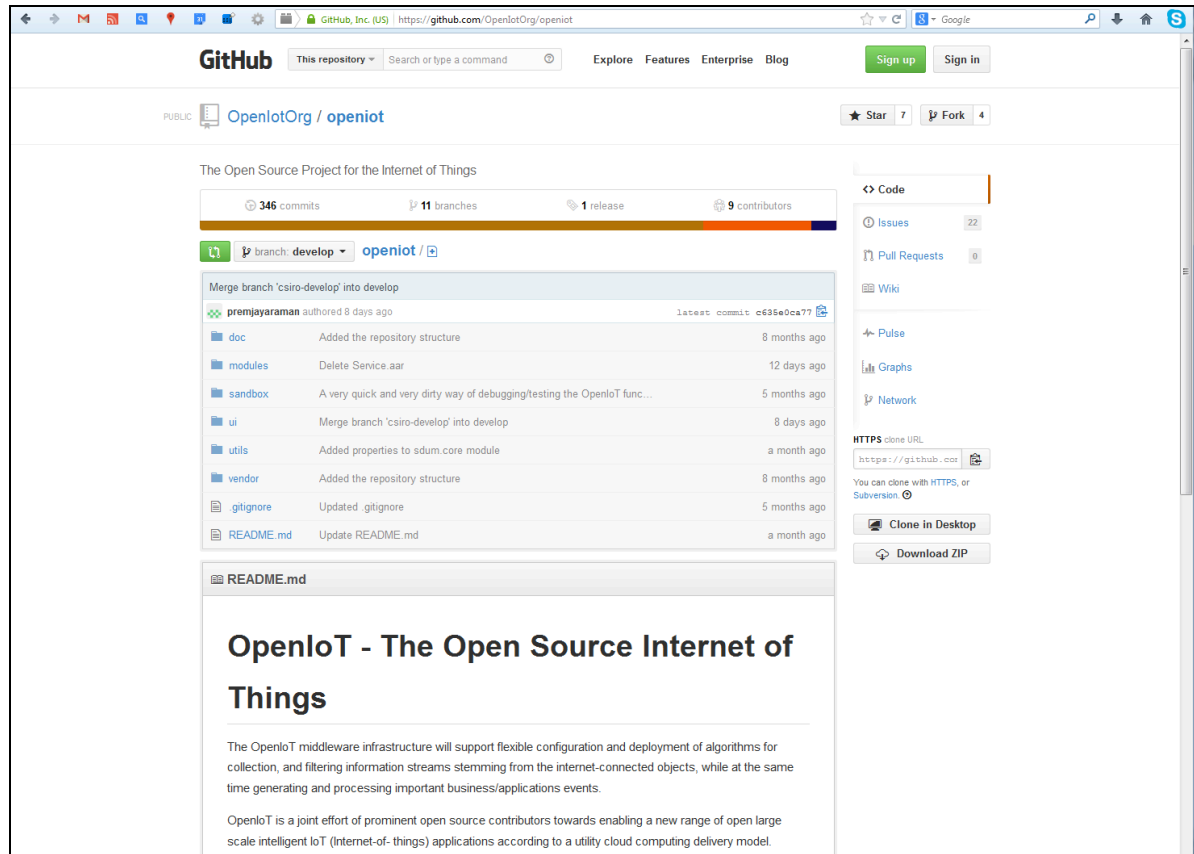 GitHub, Inc. (US) https://github.com/OpenIotOrg/openiot Google
GitHub This repository Search or type a command Explore Features Enterprise Blog Sign up Sign in
PUBLIC OpenIotOrg / openiot Star 7 Fork 4
The Open Source Project for the Internet of Things
346 commits 11 branches 1 release 9 contributors
branch: develop openiot /
Merge branch 'csiro-develop' into develop
premjayaraman authored 8 days ago latest commit c635e0ca77
doc Added the repository structure 8 months ago
modules Delete Service.aar 12 days ago
sandbox A very quick and very dirty way of debugging/testing the OpenIoT func... 5 months ago
ui Merge branch 'csiro-develop' into develop 8 days ago
utils Added properties to sdum.core module a month ago
vendor Added the repository structure 8 months ago
.gitignore Updated .gitignore 5 months ago
README.md Update README.md a month ago
Code
Issues 22
Pull Requests 0
Wiki
Pulse
Graphs
Network
HTTPS clone URL
https://github.com
You can clone with HTTPS, or
Subversion.
Clone in Desktop
Download ZIP
README.md
OpenIoT - The Open Source Internet of
Things
The OpenIoT middleware infrastructure will support flexible configuration and deployment of algorithms for
collection, and filtering information streams stemming from the internet-connected objects, while at the same
time generating and processing important business/applications events.
OpenIoT is a joint effort of prominent open source contributors towards enabling a new range of open large
scale intelligent IoT (Internet-of- things) applications according to a utility cloud computing delivery model.